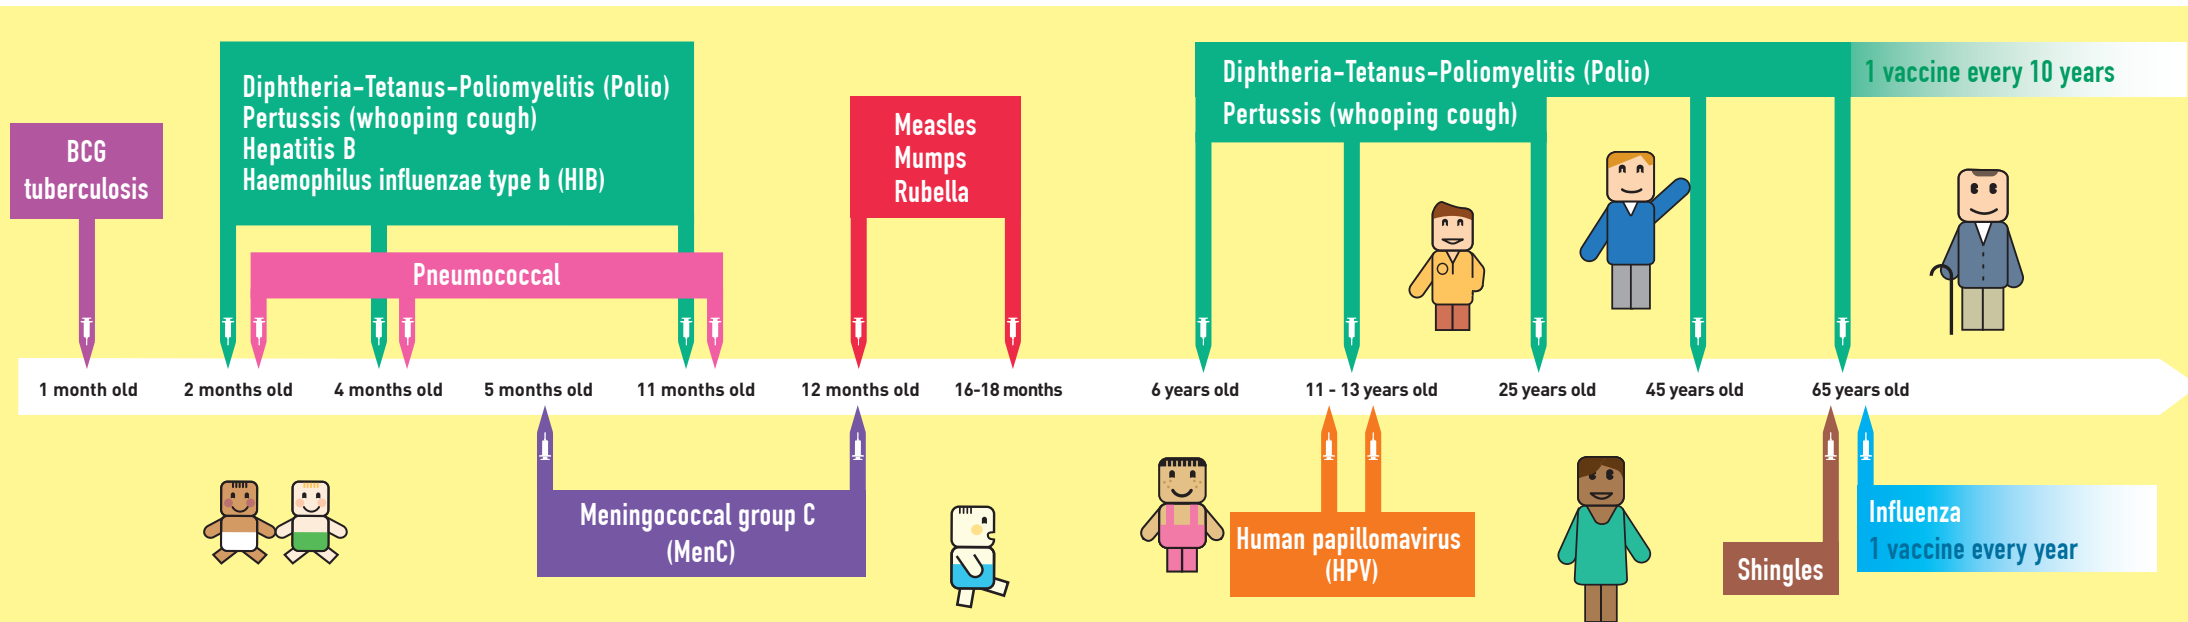 BCG
tuberculosis
Diphtheria-Tetanus-Poliomyelitis (Polio)
Pertussis (whooping cough)
Hepatitis B
Haemophilus influenzae type b (HIB)
Pneumococcal
Measles
Mumps
Rubella
Diphtheria-Tetanus-Poliomyelitis (Polio)
Pertussis (whooping cough)
1 vaccine every 10 years
1 month old
2 months old
4 months old
5 months old
11 months old
12 months old
16-18 months
6 years old
11 - 13 years old
25 years old
45 years old
65 years old
Meningococcal group C
(MenC)
Human papillomavirus
(HPV)
Shingles
Influenza
1 vaccine every year